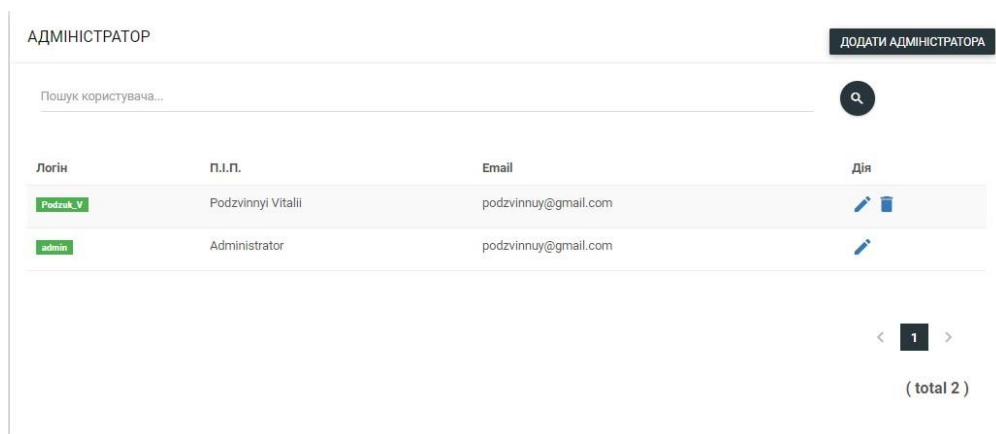 АДМІНІСТРАТОР
ДОДАТИ АДМІНІСТРАТОРА
Пошук користувача...
Логін П.І.П. Email Дія
Podzuk_V Podzvinnyi Vitalii podzvinnuy@gmail.com
admin Administrator podzvinnuy@gmail.com
< 1 >
( total 2 )